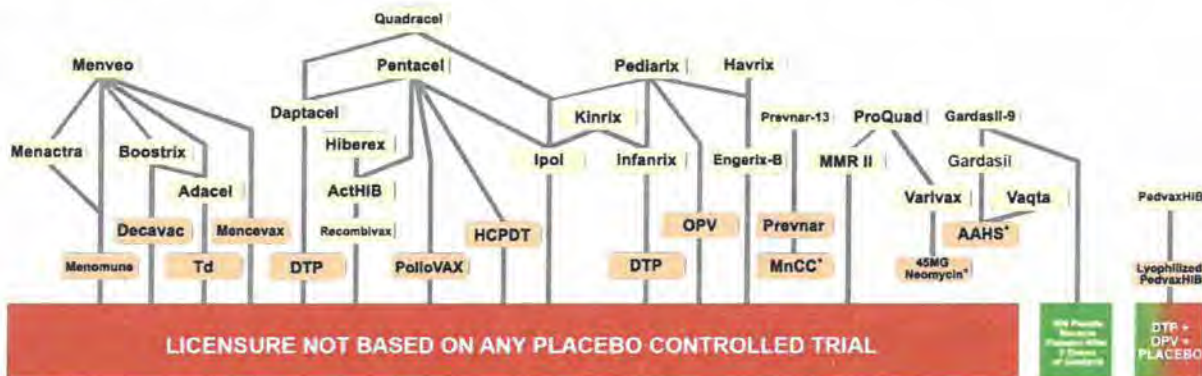 Quadracel
Menveo
Pentacel
Pediarix
Havrix
Daptacel
Kinrix
Prevnar-13
ProQuad
Gardasil-9
Menactra
Boostrix
Hiberex
Ipol
Infanrix
Engerix-B
MMR II
Gardasil
Adacel
ActHIB
Varivax
Vaqta
PedvaxHiB
Decavac
Mencevax
Recombivax
HCPDT
OPV
Prevnar
AAHS*
Menomune
Td
DTP
PolioVAX
DTP
MnCC*
45MG
Neomycin*
Lyophilized
PedvaxHiB
LICENSURE NOT BASED ON ANY PLACEBO CONTROLLED TRIAL
DTP +
OPV +
PLACEBO